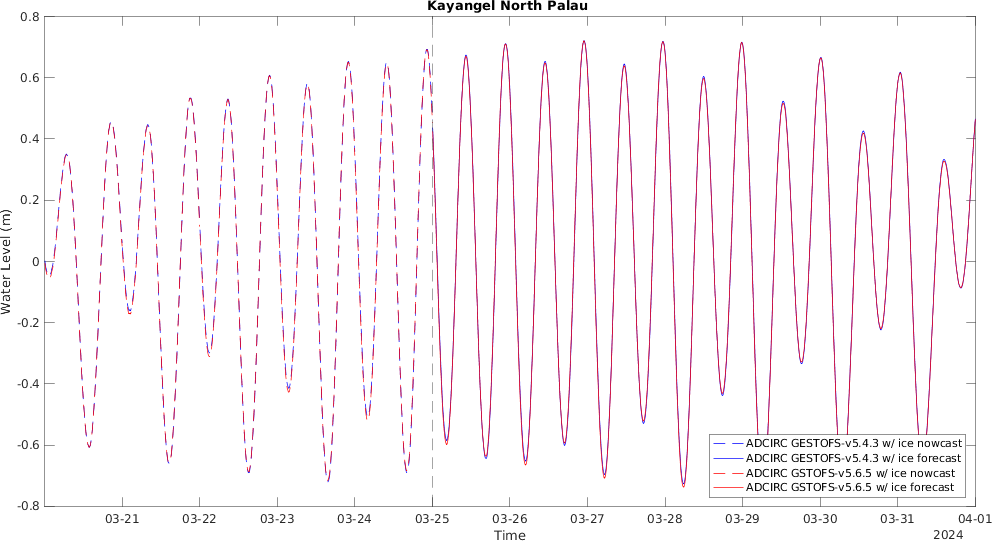 Kayangel North Palau
0.8
0.6
0.4
0.2
0
-0.2
-0.4
-0.6
-0.8
Water Level (m)
ADCIRC GESTOFS-v5.4.3 w/ ice nowcast
ADCIRC GESTOFS-v5.4.3 w/ ice forecast
ADCIRC GSTOFS-v5.6.5 w/ ice nowcast
ADCIRC GSTOFS-v5.6.5 w/ ice forecast
03-21 03-22 03-23 03-24 03-25 03-26 03-27 03-28 03-29 03-30 03-31 04-01
Time
2024